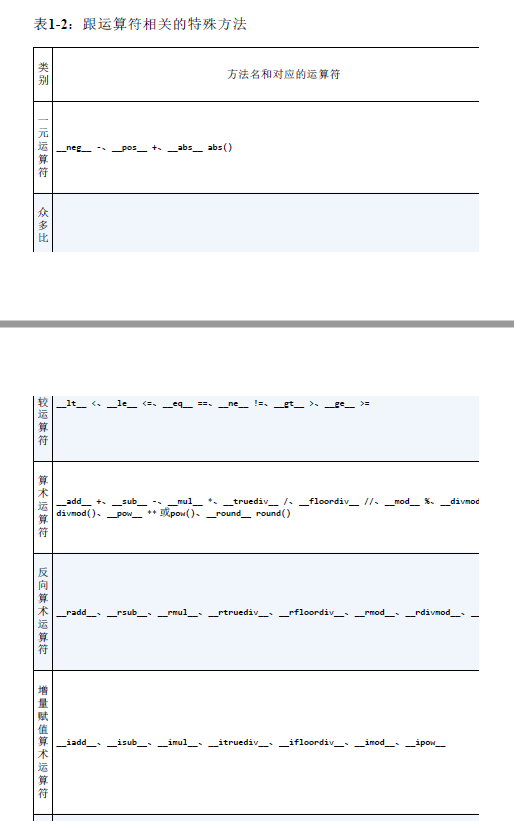 表1-2：跟运算符相关的特殊方法
类别
方法名和对应的运算符
一元运算符
__neg__ -、__pos__ +、__abs__ abs()
众多比
较运算符
__lt__ <、__le__ <=、__eq__ ==、__ne__ !=、__gt__ >、__ge__ >=
算术运算符
__add__ +、__sub__ -、__mul__ *、__truediv__ /、__floordiv__ //、__mod__ %、__divmod
divmod()、__pow__ ** 或pow()、__round__ round()
反向算术运算符
__radd__、__rsub__、__rmul__、__rtruediv__、__rfloordiv__、__rmod__、__rdivmod__、__
增量赋值算术运算符
__iadd__、__isub__、__imul__、__itruediv__、__ifloordiv__、__imod__、__ipow__